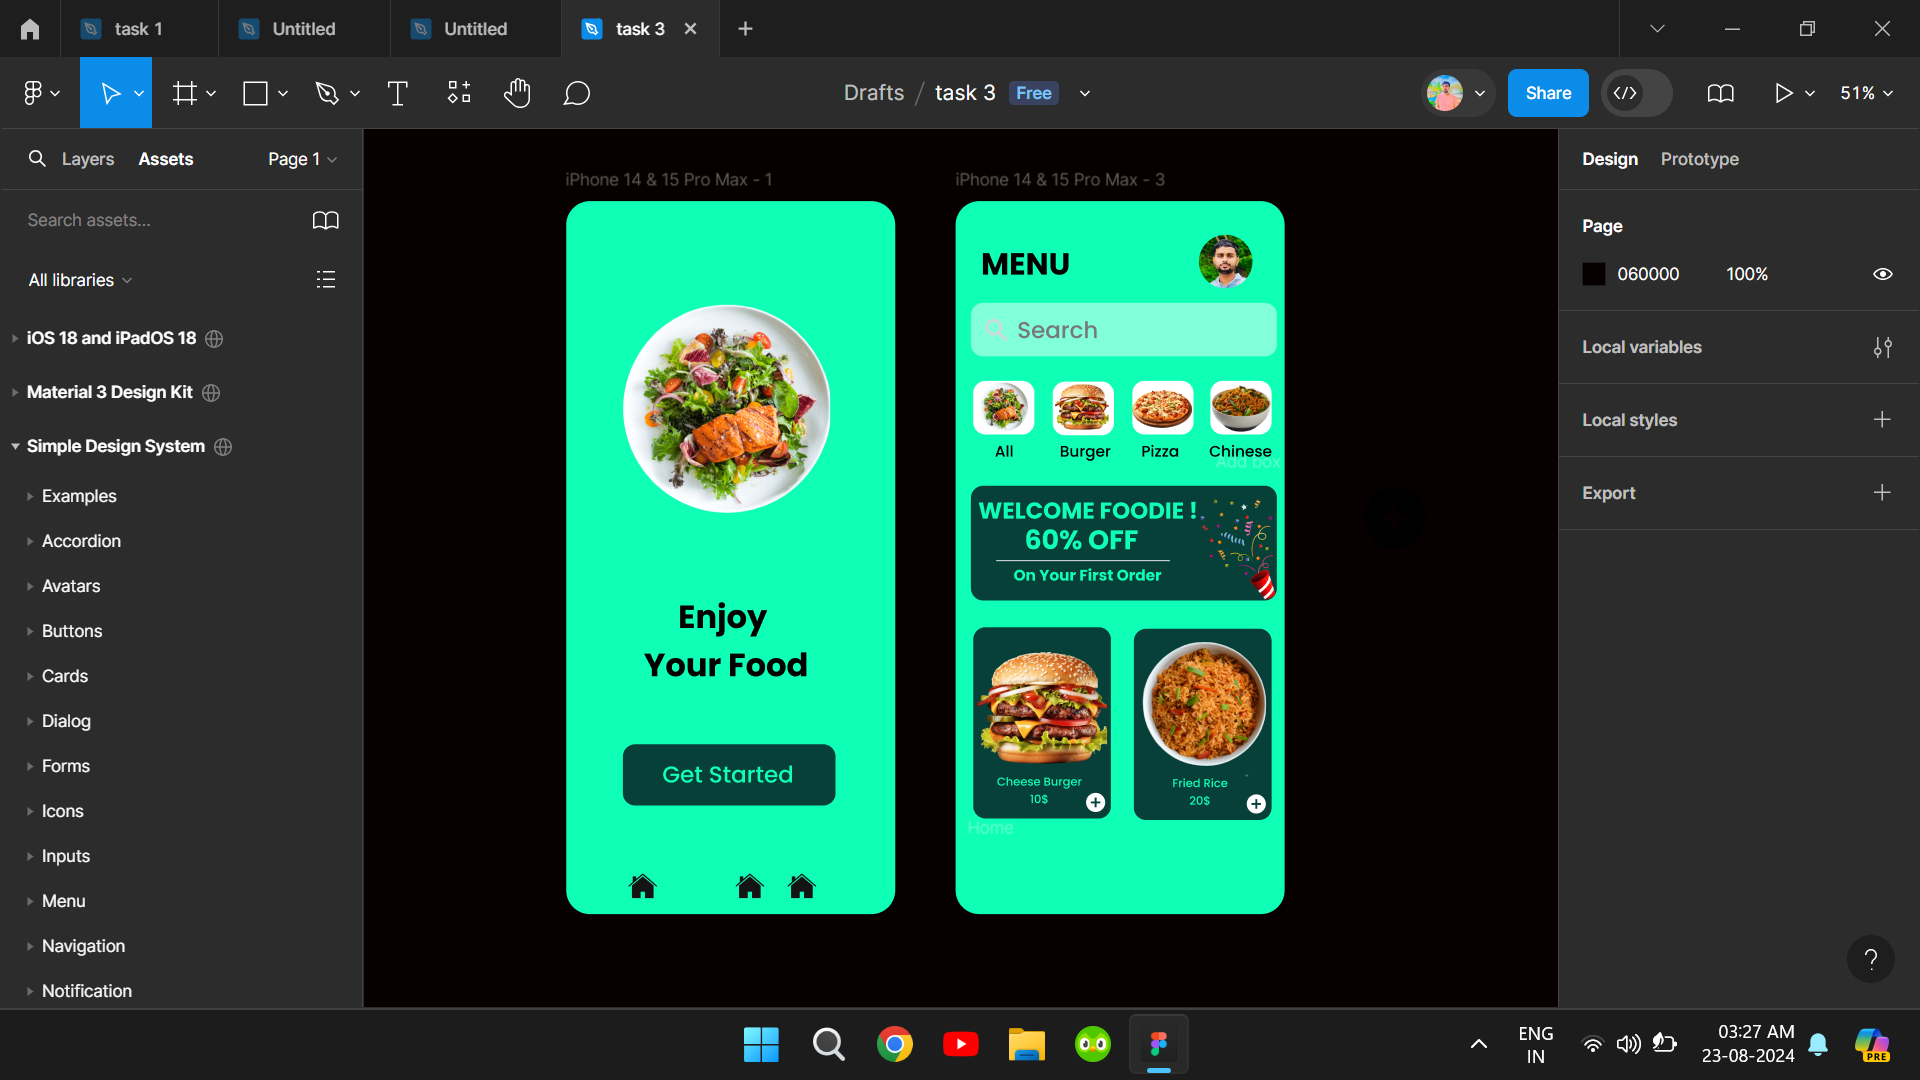 task 1
Untitled
Untitled
task 3
Drafts / task 3 Free
Share
51%
Layers
Assets
Page 1
Search assets...
All libraries
iOS 18 and iPadOS 18
Material 3 Design Kit
Simple Design System
Examples
Accordion
Avatars
Buttons
Cards
Dialog
Forms
Icons
Inputs
Menu
Navigation
Notification
iPhone 14 & 15 Pro Max - 1
Enjoy
Your Food
Get Started
iPhone 14 & 15 Pro Max - 3
MENU
Search
All
Burger
Pizza
Chinese
Add box
WELCOME FOODIE !
60% OFF
On Your First Order
Cheese Burger
10$
Fried Rice
20$
Home
Design
Prototype
Page
060000
100%
Local variables
Local styles
Export
?
ENG
IN
03:27 AM
23-08-2024
PRE